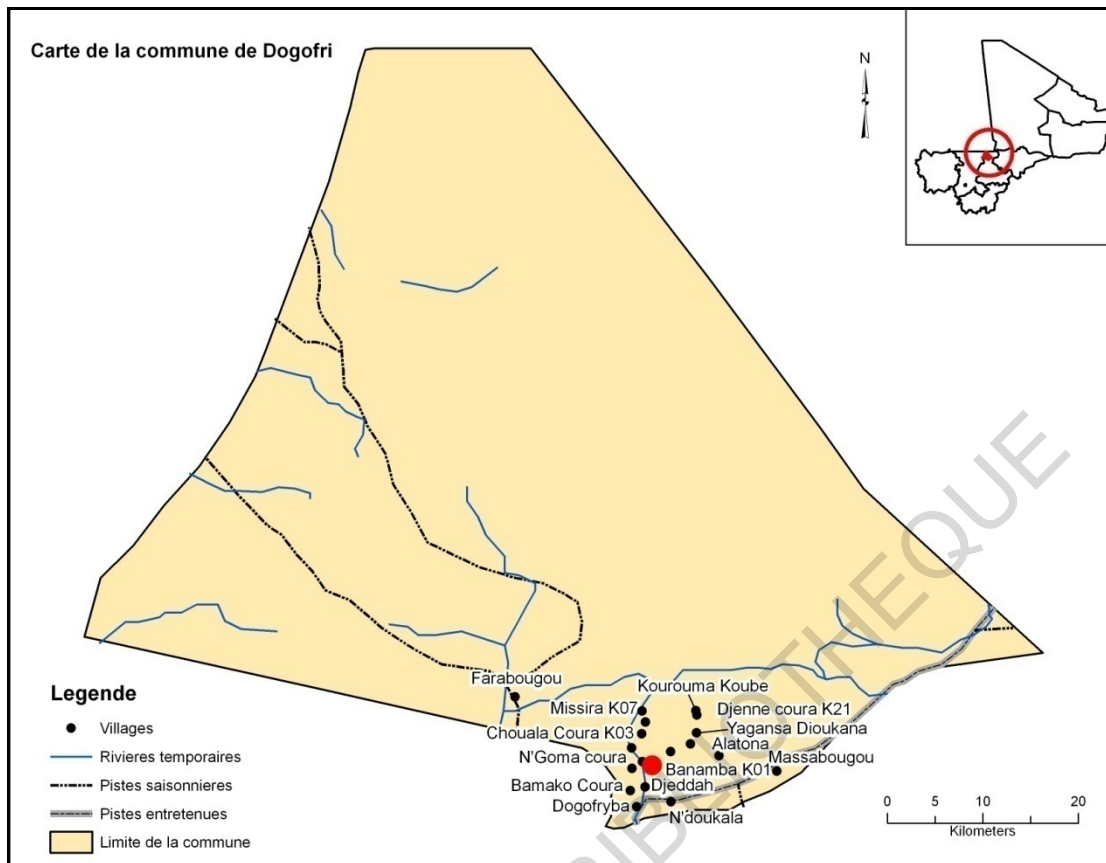 Carte de la commune de Dogofri
N
Farabougou
Kourouma Koube
Missira K07
Djenne coura K21
Chouala Coura K03
Yagansa Dioukana
Alatona
N'Goma coura
Massabougou
Banamba K01
Bamako Coura
Djeddah
Dogofryba
N'doukala
Legende
Villages
Rivieres temporaires
Pistes saisonnieres
Pistes entretenues
Limite de la commune
0 5 10 20
Kilometers
BIBLIOTHEQUE